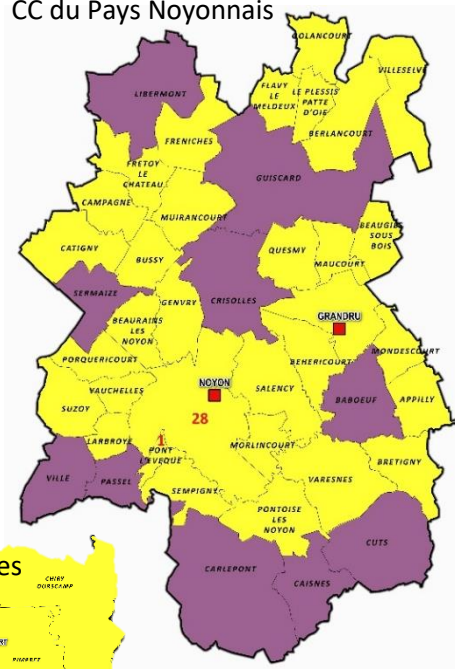 CC du Pays Noyonnais
GOLANCOURT
VILLESELVE
LIBERMONT
FLAVY
LE
MELDEUX
LE PLESSIS
PATTE
D'OIE
BERLANCOURT
FRENICHES
FRETOY
LE
CHATEAU
GUISCARD
CAMPAGNE
MUIRANCOURT
BEAUGIES
SOUS
BOIS
CATIGNY
BUSSY
QUESMY
MAUCOURT
SERMAIZE
GENVRY
CRISOLLES
BEAURAINS
LES
NOYON
GRANDRU
PORQUERICOURT
BEHERICOURT
MONDESCOURT
VAUCHELLES
NOYON
SALENCY
BABOEUF
APPILLY
SUZOY
28
LARBROYE
1
PONT
L'EVEQUE
MORLINCOURT
BRETIGNY
VILLE
PASSEL
SEMPIGNY
VARESNES
PONTOISE
LES
NOYON
CARLEPONT
CAISNES
CUTS
es
CHIRY
OURSCAMP